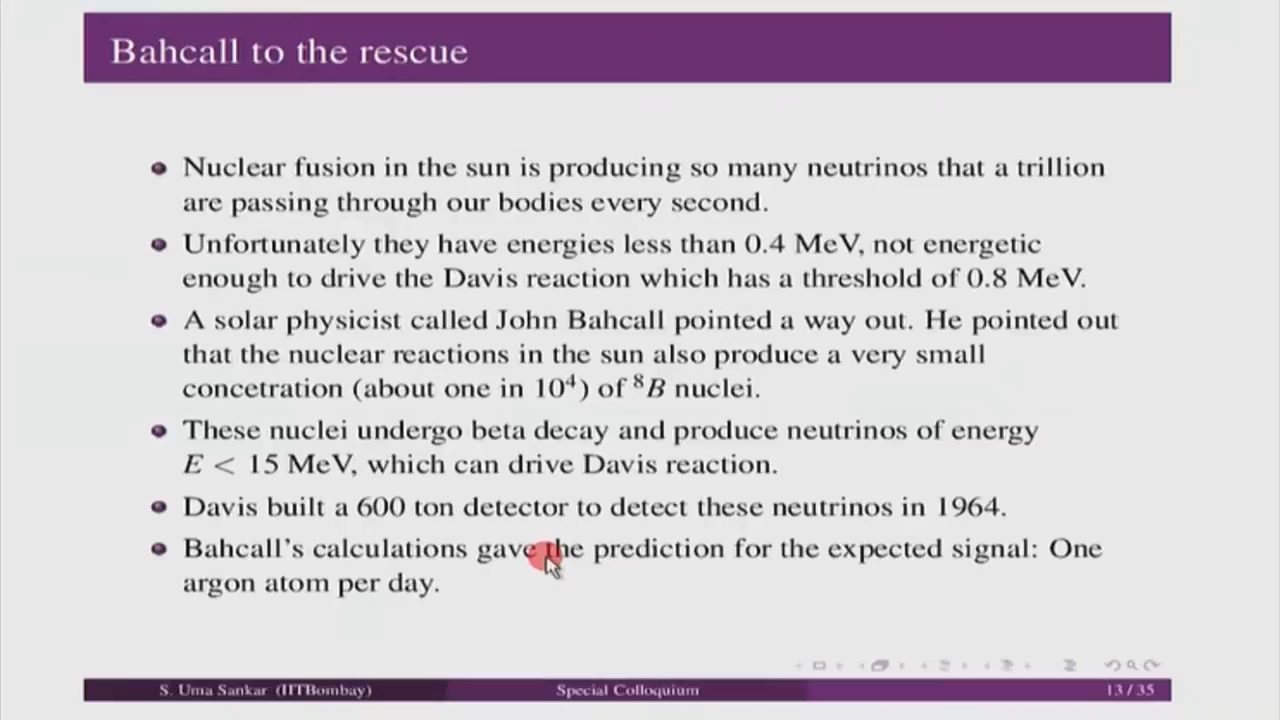 Bahcall to the rescue
Nuclear fusion in the sun is producing so many neutrinos that a trillion
are passing through our bodies every second.
Unfortunately they have energies less than 0.4 MeV, not energetic
enough to drive the Davis reaction which has a threshold of 0.8 MeV.
A solar physicist called John Bahcall pointed a way out. He pointed out
that the nuclear reactions in the sun also produce a very small
concetration (about one in 10⁴) of ⁸B nuclei.
These nuclei undergo beta decay and produce neutrinos of energy
E < 15 MeV, which can drive Davis reaction.
Davis built a 600 ton detector to detect these neutrinos in 1964.
Bahcall's calculations gave the prediction for the expected signal: One
argon atom per day.
S. Uma Sankar (IITBombay) Special Colloquium 13 / 35